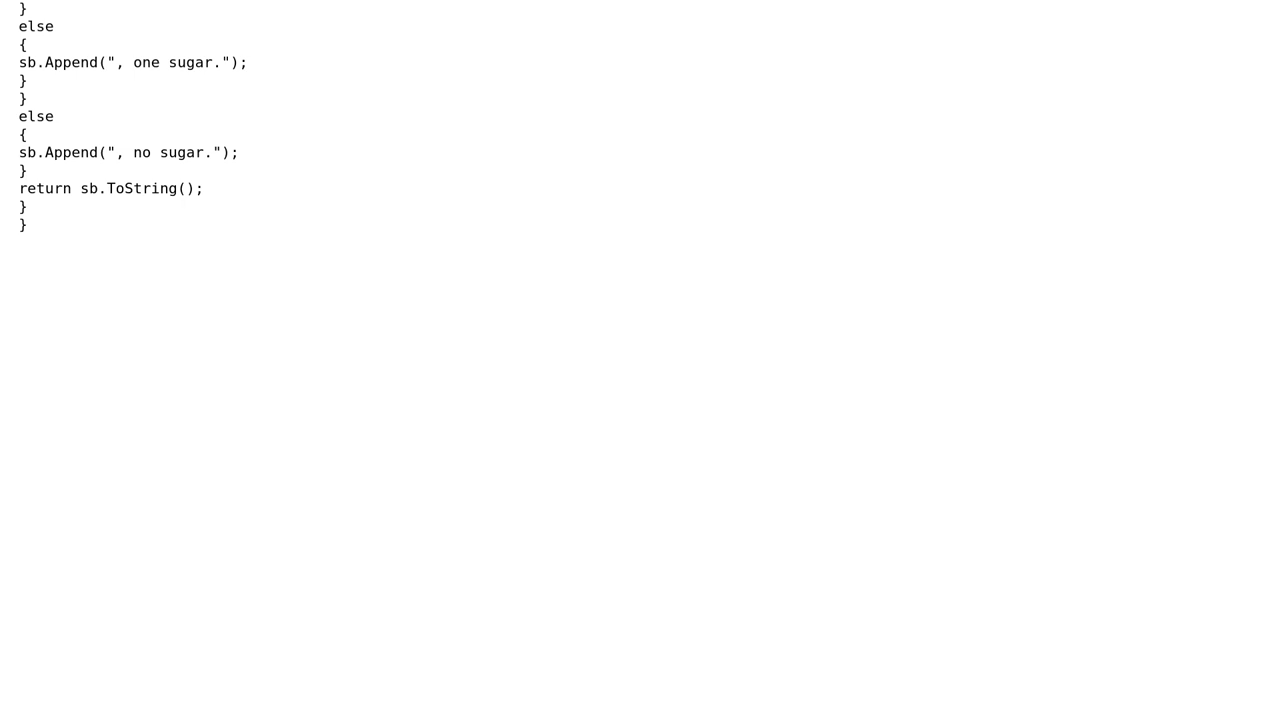 }
else
{
sb.Append(", one sugar.");
}
}
else
{
sb.Append(", no sugar.");
}
return sb.ToString();
}
}